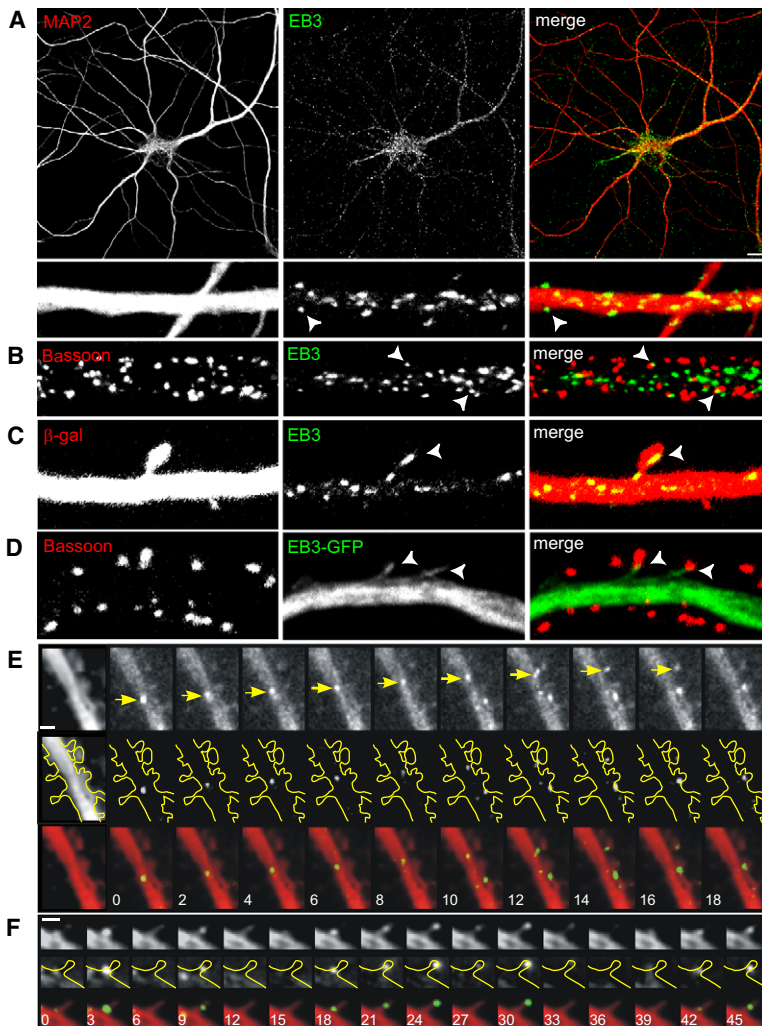 A
MAP2 EB3 merge
B
Bassoon EB3 merge
C
β-gal EB3 merge
D
Bassoon EB3-GFP merge
E
0 2 4 6 8 10 12 14 16 18
F
0 3 6 9 12 15 18 21 24 27 30 33 36 39 42 45